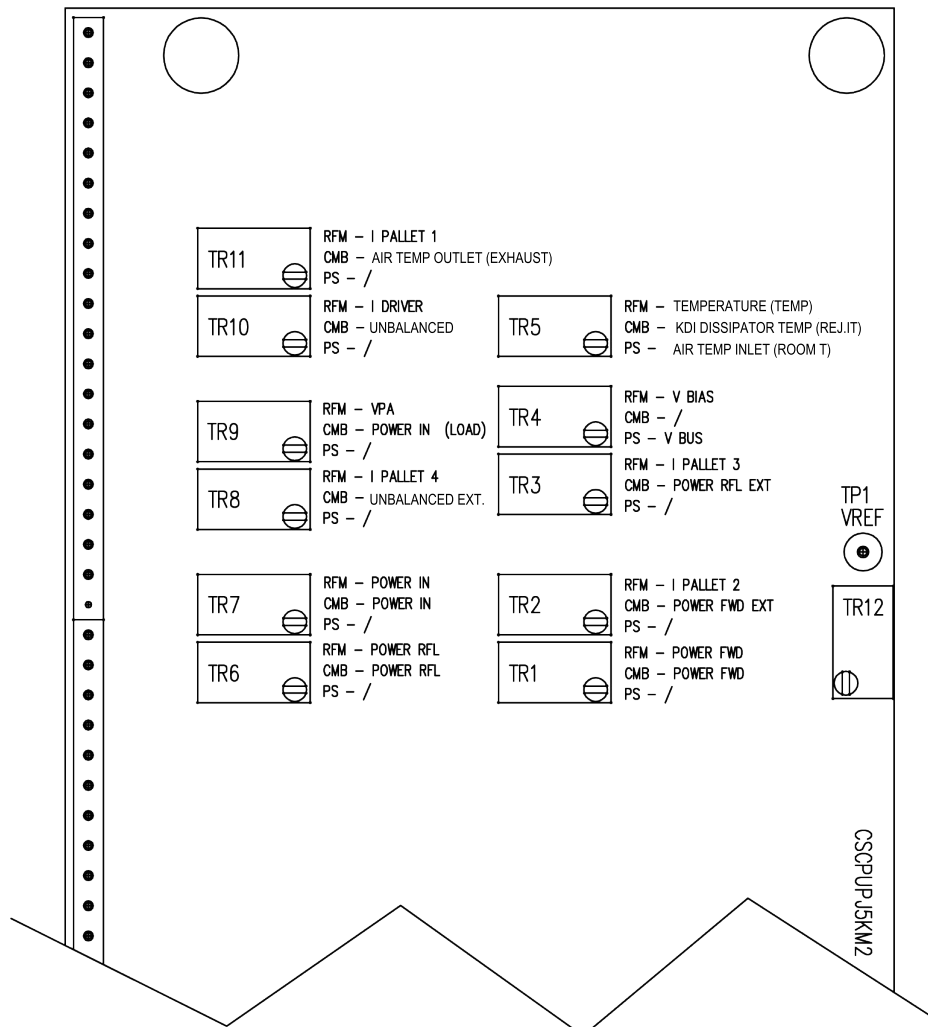 TR11
RFM – I PALLET 1
CMB – AIR TEMP OUTLET (EXHAUST)
PS – /
TR10
RFM – I DRIVER
CMB – UNBALANCED
PS – /
TR5
RFM – TEMPERATURE (TEMP)
CMB – KDI DISSIPATOR TEMP (REJ.IT)
PS – AIR TEMP INLET (ROOM T)
TR9
RFM – VPA
CMB – POWER IN (LOAD)
PS – /
TR4
RFM – V BIAS
CMB – /
PS – V BUS
TR8
RFM – I PALLET 4
CMB – UNBALANCED EXT.
PS – /
TR3
RFM – I PALLET 3
CMB – POWER RFL EXT
PS – /
TP1
VREF
TR7
RFM – POWER IN
CMB – POWER IN
PS – /
TR2
RFM – I PALLET 2
CMB – POWER FWD EXT
PS – /
TR12
TR6
RFM – POWER RFL
CMB – POWER RFL
PS – /
TR1
RFM – POWER FWD
CMB – POWER FWD
PS – /
CSCPUPJ5KM2